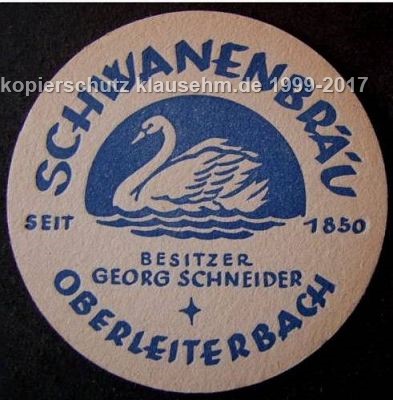 kopierschutz klausehm.de 1999-2017
SCHWANENBRÄU
SEIT 1850
BESITZER
GEORG SCHNEIDER
OBERLEITERBACH